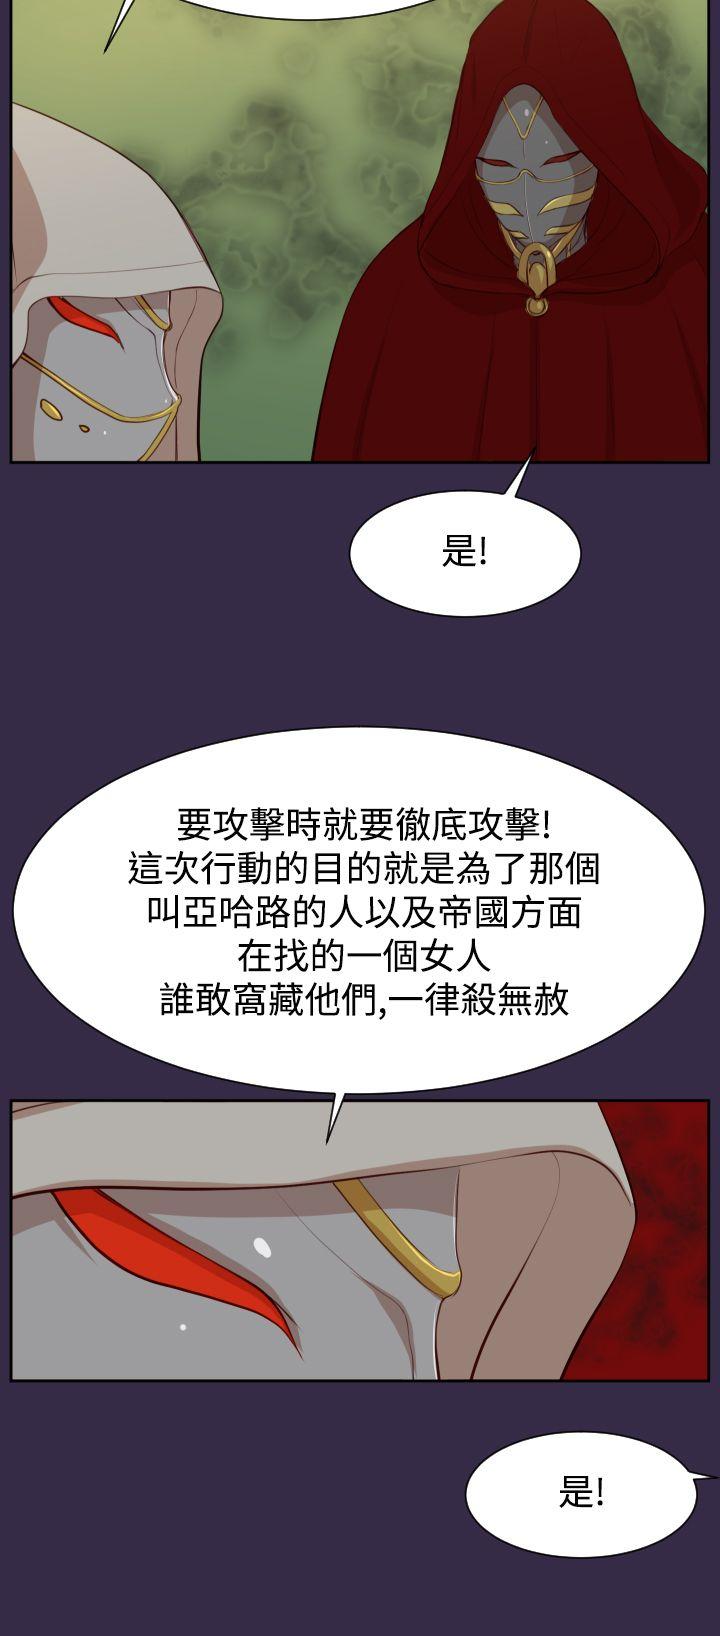 是!
要攻擊時就要徹底攻擊!
這次行動的目的就是為了那個
叫亞哈路的人以及帝國方面
在找的一個女人
誰敢窩藏他們,一律殺無赦
是!